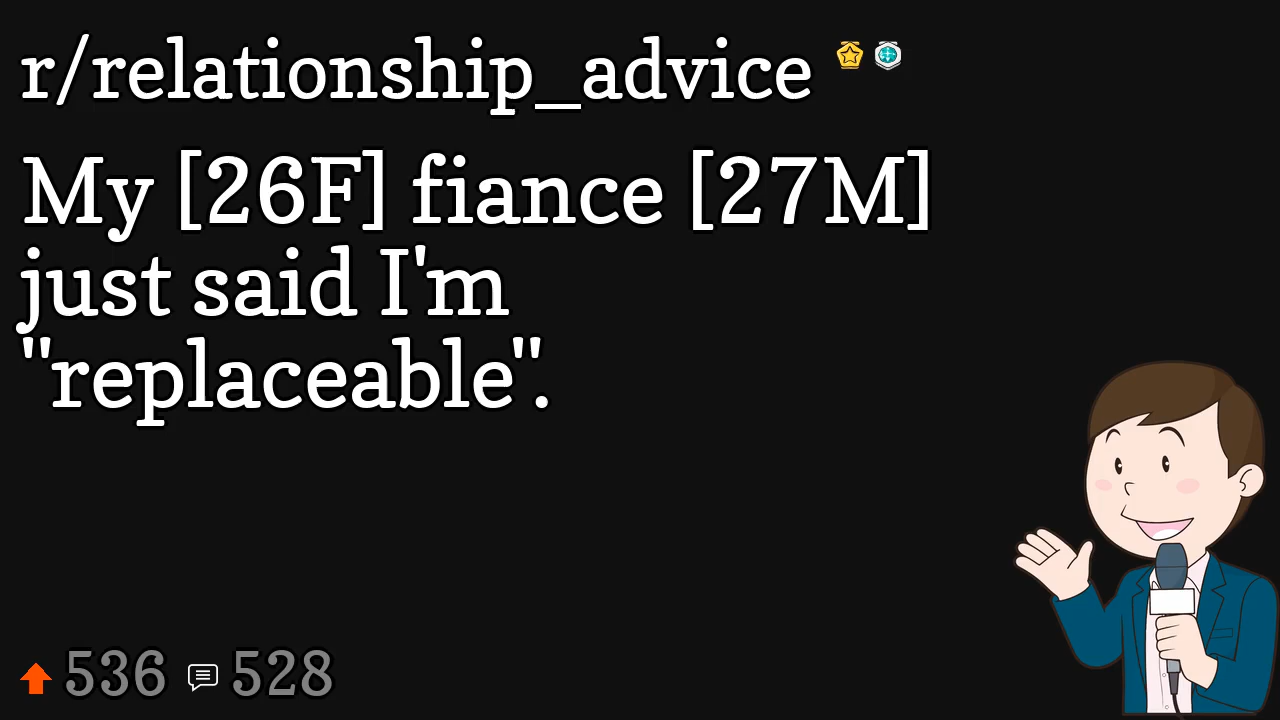 r/relationship_advice
My [26F] fiance [27M]
just said I'm
"replaceable".
536 528